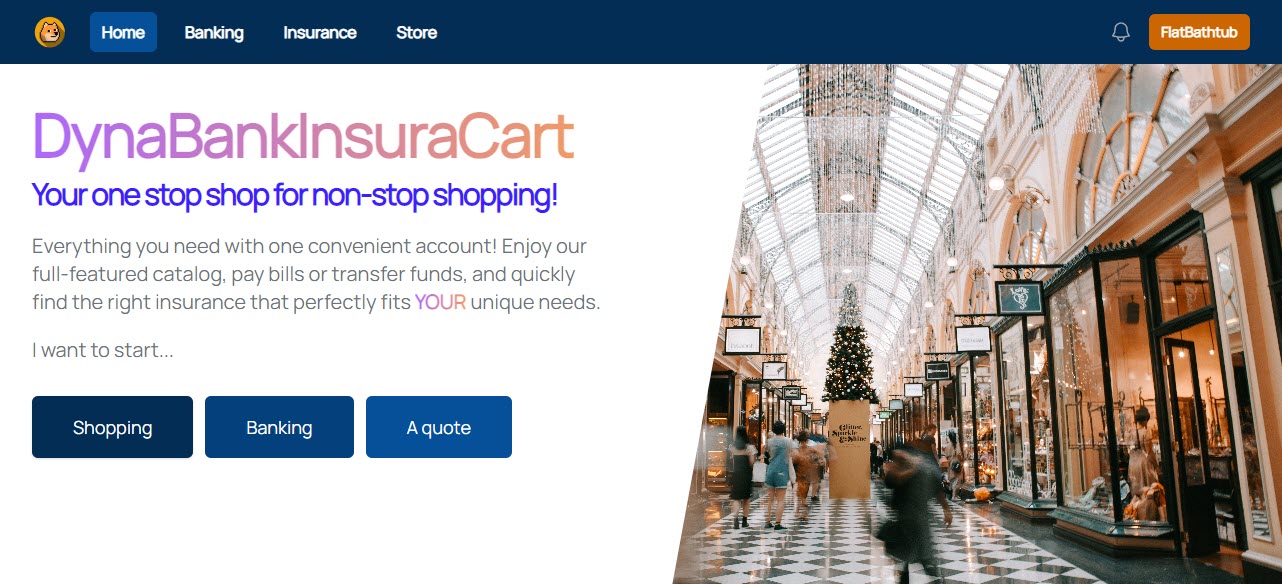 Home Banking Insurance Store FlatBathtub
DynaBankInsuraCart
Your one stop shop for non-stop shopping!
Everything you need with one convenient account! Enjoy our
full-featured catalog, pay bills or transfer funds, and quickly
find the right insurance that perfectly fits YOUR unique needs.
I want to start...
Shopping Banking A quote
Glitter,
Sparkle
& Shine